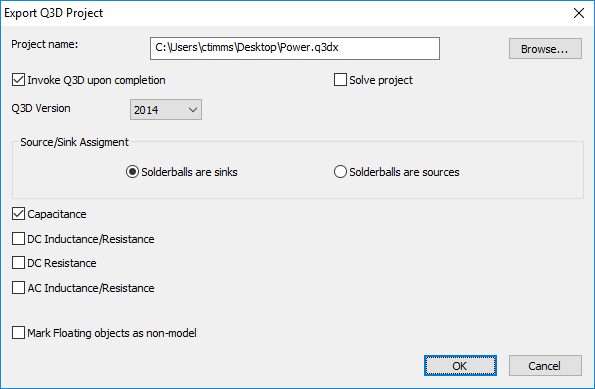 Export Q3D Project
Project name: C:\Users\ctimms\Desktop\Power.q3dx Browse...
Invoke Q3D upon completion Solve project
Q3D Version 2014
Source/Sink Assigment
Solderballs are sinks Solderballs are sources
Capacitance
DC Inductance/Resistance
DC Resistance
AC Inductance/Resistance
Mark Floating objects as non-model
OK Cancel